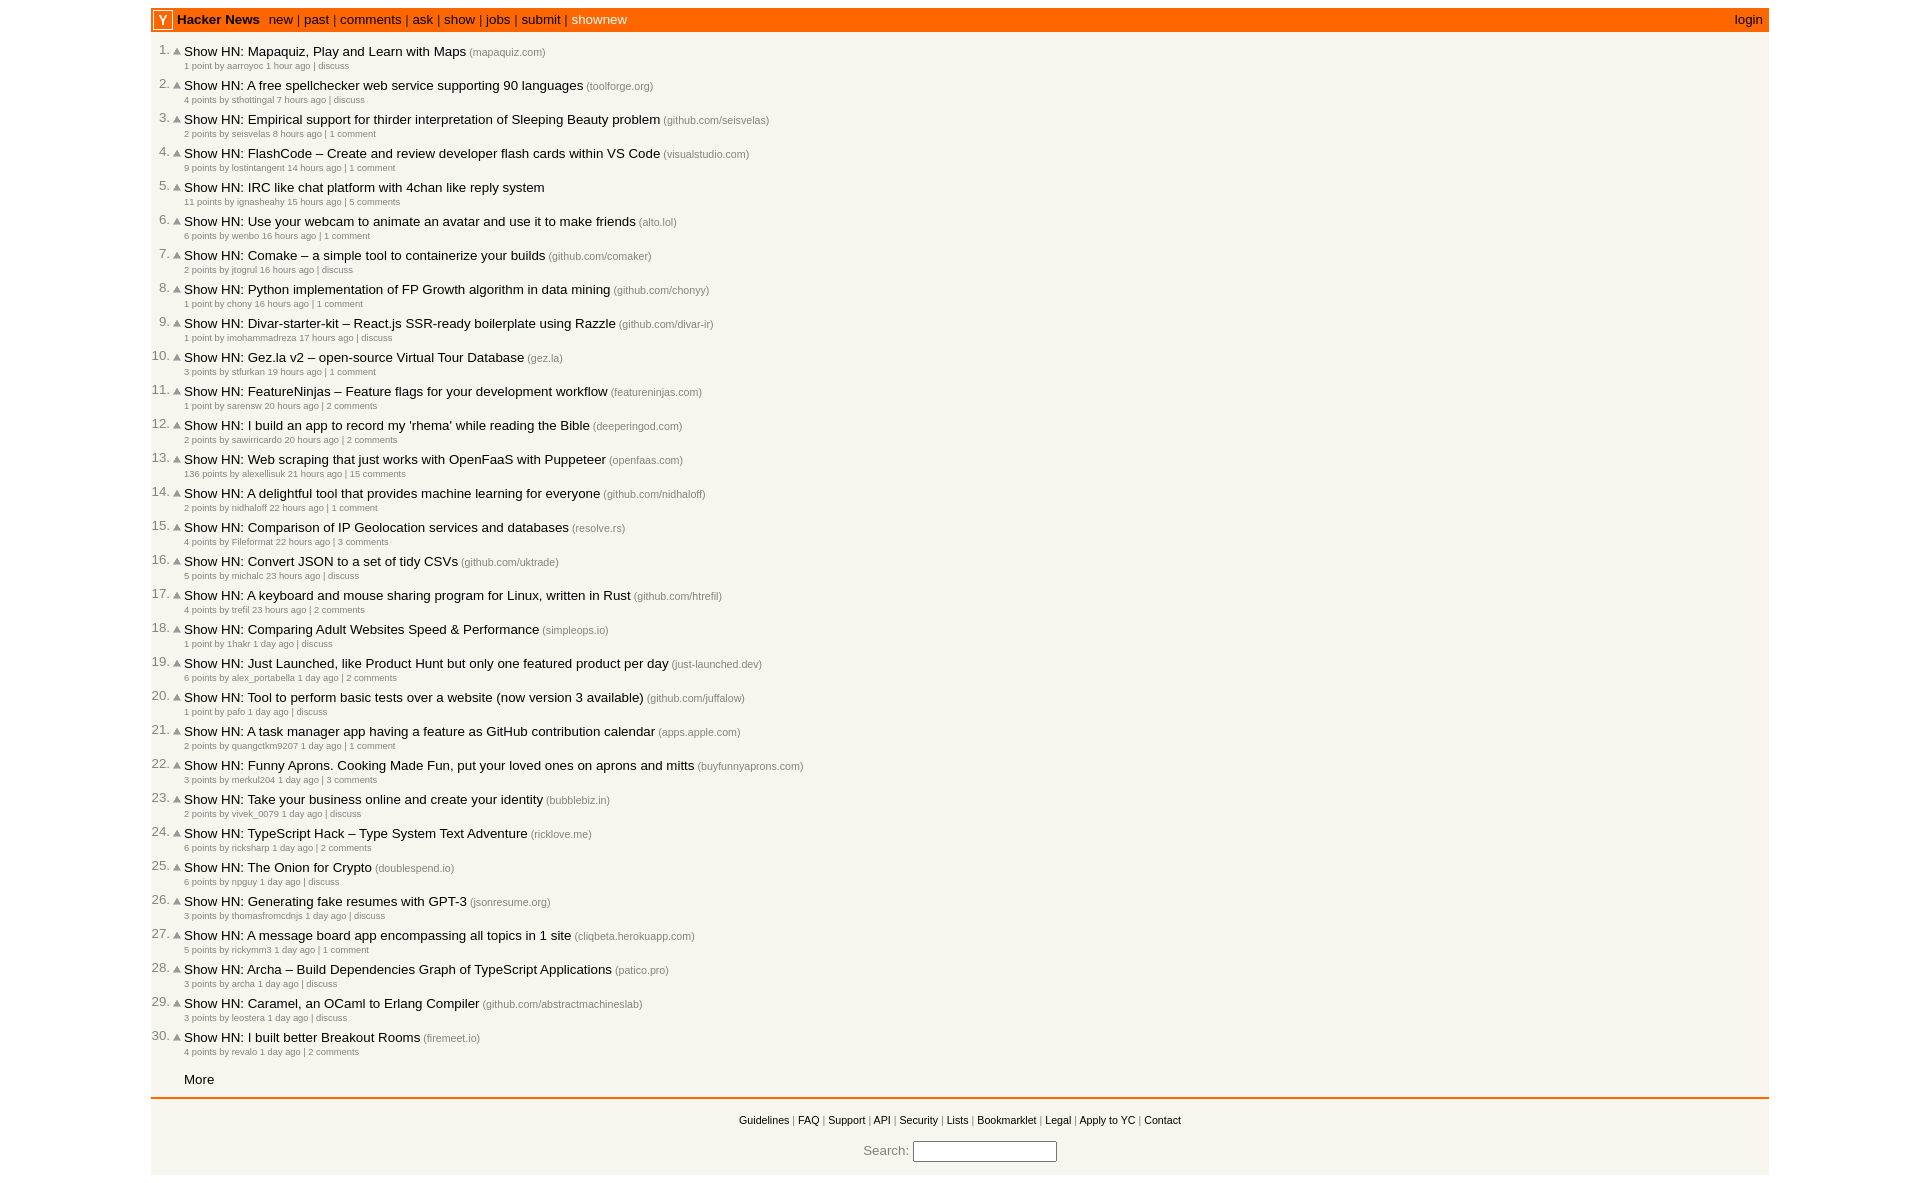 Y Hacker News new | past | comments | ask | show | jobs | submit | shownew login
1. Show HN: Mapaquiz, Play and Learn with Maps (mapaquiz.com)
1 point by aarroyoc 1 hour ago | discuss
2. Show HN: A free spellchecker web service supporting 90 languages (toolforge.org)
4 points by sthottingal 7 hours ago | discuss
3. Show HN: Empirical support for thirder interpretation of Sleeping Beauty problem (github.com/seisvelas)
2 points by seisvelas 8 hours ago | 1 comment
4. Show HN: FlashCode – Create and review developer flash cards within VS Code (visualstudio.com)
9 points by lostintangent 14 hours ago | 1 comment
5. Show HN: IRC like chat platform with 4chan like reply system
11 points by ignasheahy 15 hours ago | 5 comments
6. Show HN: Use your webcam to animate an avatar and use it to make friends (alto.lol)
6 points by wenbo 16 hours ago | 1 comment
7. Show HN: Comake – a simple tool to containerize your builds (github.com/comaker)
2 points by jtogrul 16 hours ago | discuss
8. Show HN: Python implementation of FP Growth algorithm in data mining (github.com/chonyy)
1 point by chony 16 hours ago | 1 comment
9. Show HN: Divar-starter-kit – React.js SSR-ready boilerplate using Razzle (github.com/divar-ir)
1 point by imohammadreza 17 hours ago | discuss
10. Show HN: Gez.la v2 – open-source Virtual Tour Database (gez.la)
3 points by stfurkan 19 hours ago | 1 comment
11. Show HN: FeatureNinjas – Feature flags for your development workflow (featureninjas.com)
1 point by sarensw 20 hours ago | 2 comments
12. Show HN: I build an app to record my 'rhema' while reading the Bible (deeperingod.com)
2 points by sawirricardo 20 hours ago | 2 comments
13. Show HN: Web scraping that just works with OpenFaaS with Puppeteer (openfaas.com)
136 points by alexellisuk 21 hours ago | 15 comments
14. Show HN: A delightful tool that provides machine learning for everyone (github.com/nidhaloff)
2 points by nidhaloff 22 hours ago | 1 comment
15. Show HN: Comparison of IP Geolocation services and databases (resolve.rs)
4 points by Fileformat 22 hours ago | 3 comments
16. Show HN: Convert JSON to a set of tidy CSVs (github.com/uktrade)
5 points by michalc 23 hours ago | discuss
17. Show HN: A keyboard and mouse sharing program for Linux, written in Rust (github.com/htrefil)
4 points by trefil 23 hours ago | 2 comments
18. Show HN: Comparing Adult Websites Speed & Performance (simpleops.io)
1 point by 1hakr 1 day ago | discuss
19. Show HN: Just Launched, like Product Hunt but only one featured product per day (just-launched.dev)
6 points by alex_portabella 1 day ago | 2 comments
20. Show HN: Tool to perform basic tests over a website (now version 3 available) (github.com/juffalow)
1 point by pafo 1 day ago | discuss
21. Show HN: A task manager app having a feature as GitHub contribution calendar (apps.apple.com)
2 points by quangctkm9207 1 day ago | 1 comment
22. Show HN: Funny Aprons. Cooking Made Fun, put your loved ones on aprons and mitts (buyfunnyaprons.com)
3 points by merkul204 1 day ago | 3 comments
23. Show HN: Take your business online and create your identity (bubblebiz.in)
2 points by vivek_0079 1 day ago | discuss
24. Show HN: TypeScript Hack – Type System Text Adventure (ricklove.me)
6 points by ricksharp 1 day ago | 2 comments
25. Show HN: The Onion for Crypto (doublespend.io)
6 points by npguy 1 day ago | discuss
26. Show HN: Generating fake resumes with GPT-3 (jsonresume.org)
3 points by thomasfromcdnjs 1 day ago | discuss
27. Show HN: A message board app encompassing all topics in 1 site (cliqbeta.herokuapp.com)
5 points by rickymm3 1 day ago | 1 comment
28. Show HN: Archa – Build Dependencies Graph of TypeScript Applications (patico.pro)
3 points by archa 1 day ago | discuss
29. Show HN: Caramel, an OCaml to Erlang Compiler (github.com/abstractmachineslab)
3 points by leostera 1 day ago | discuss
30. Show HN: I built better Breakout Rooms (firemeet.io)
4 points by revalo 1 day ago | 2 comments
More
Guidelines | FAQ | Support | API | Security | Lists | Bookmarklet | Legal | Apply to YC | Contact
Search: